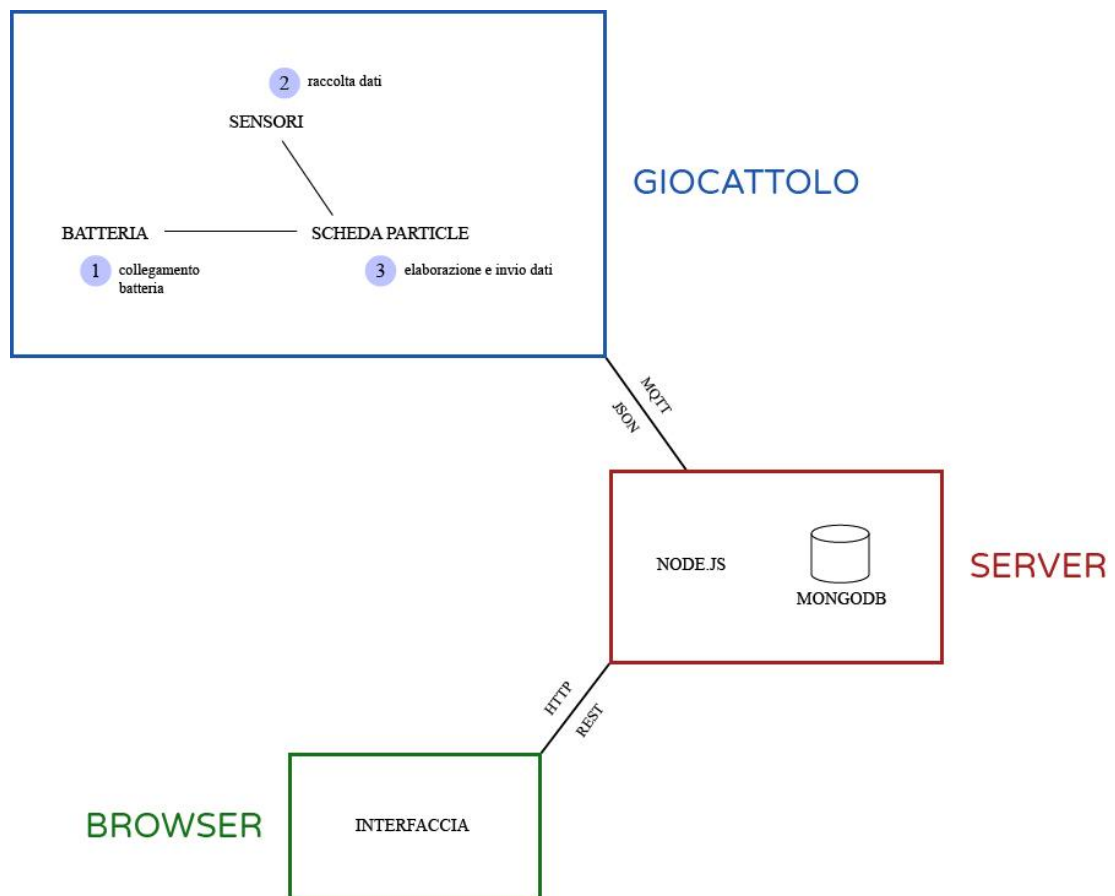 2 raccolta dati
SENSORI
GIOCATTOLO
BATTERIA SCHEDA PARTICLE
1 collegamento
batteria
3 elaborazione e invio dati
MQTT
JSON
NODE.JS
MONGODB
SERVER
HTTP
REST
BROWSER
INTERFACCIA